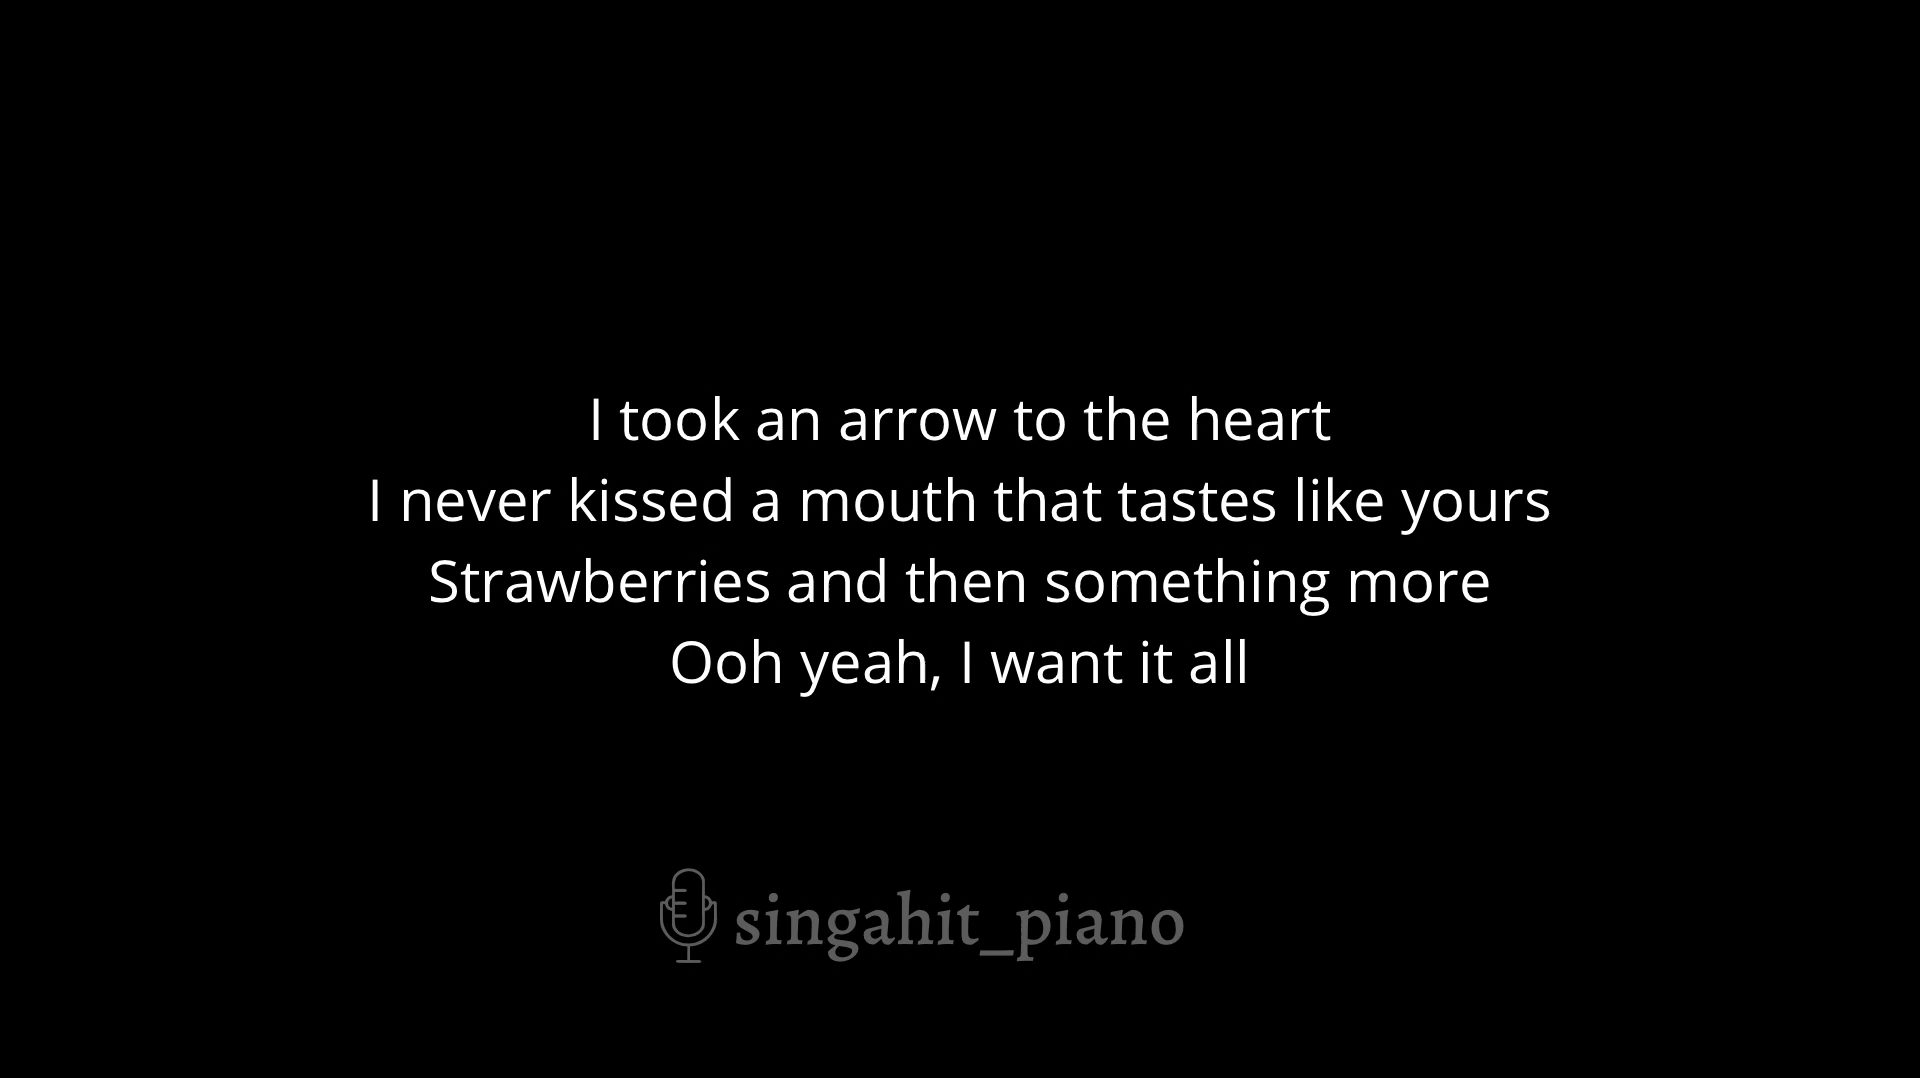 I took an arrow to the heart
I never kissed a mouth that tastes like yours
Strawberries and then something more
Ooh yeah, I want it all
singahit_piano